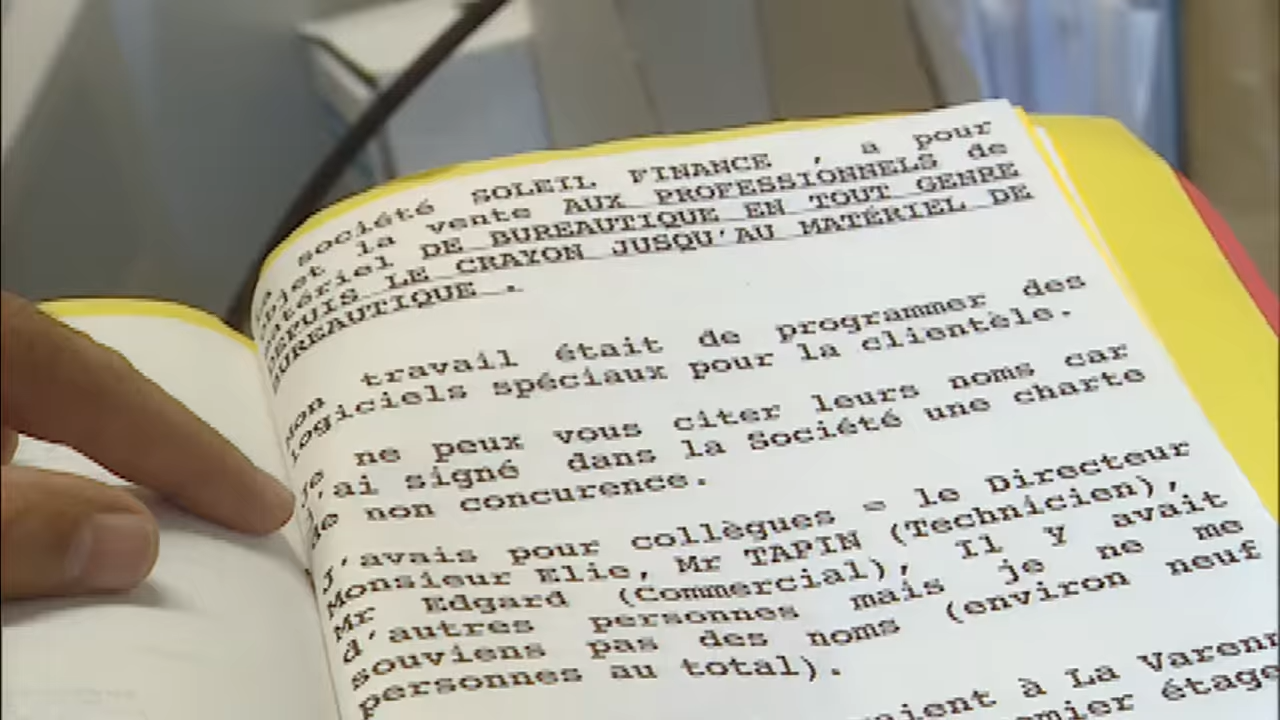 société SOLEIL FINANCE , a pour
la vente AUX PROFESSIONNELS de
DE BUREAUTIQUE EN TOUT GENRE
LE CRAYON JUSQU'AU MATÉRIEL DE
BUREAUTIQUE .
travail était de programmer des
logiciels spéciaux pour la clientèle.
je ne peux vous citer leurs noms car
j'ai signé dans la Société une charte
de non concurence.
J'avais pour collègues = le Directeur
Monsieur Elie, Mr TAPIN (Technicien),
Mr Edgard (Commercial), Il y avait
d'autres personnes mais je ne me
souviens pas des noms (environ neuf
personnes au total).
à La
étage